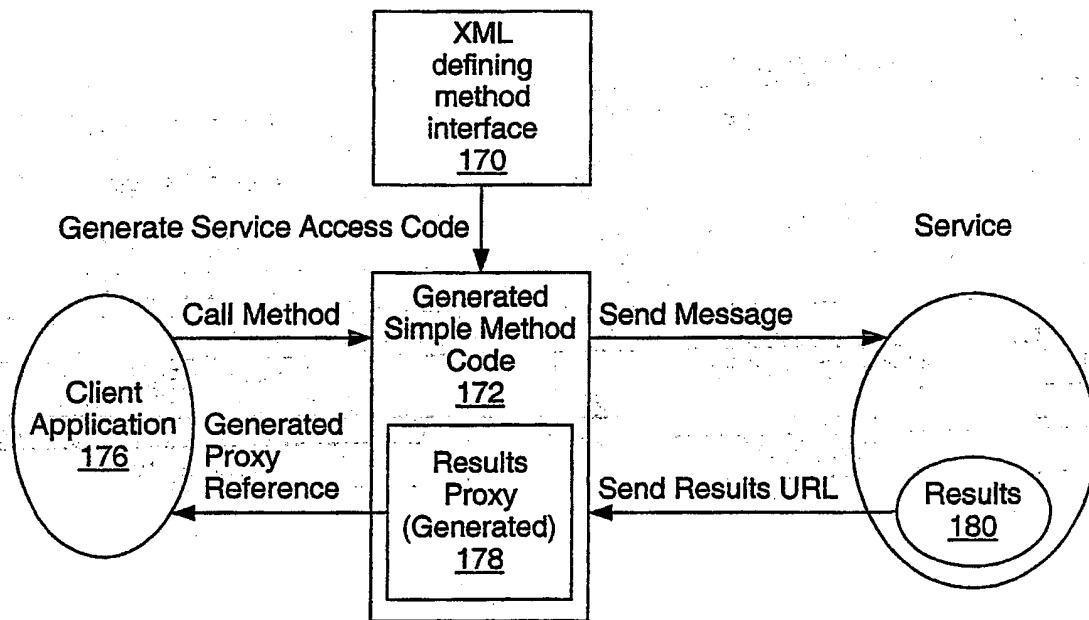 XML
defining
method
interface
170
Generate Service Access Code
Service
Client
Application
176
Call Method
Generated
Simple Method
Code
172
Send Message
Generated
Proxy
Reference
Results
Proxy
(Generated)
178
Send Results URL
Results
180